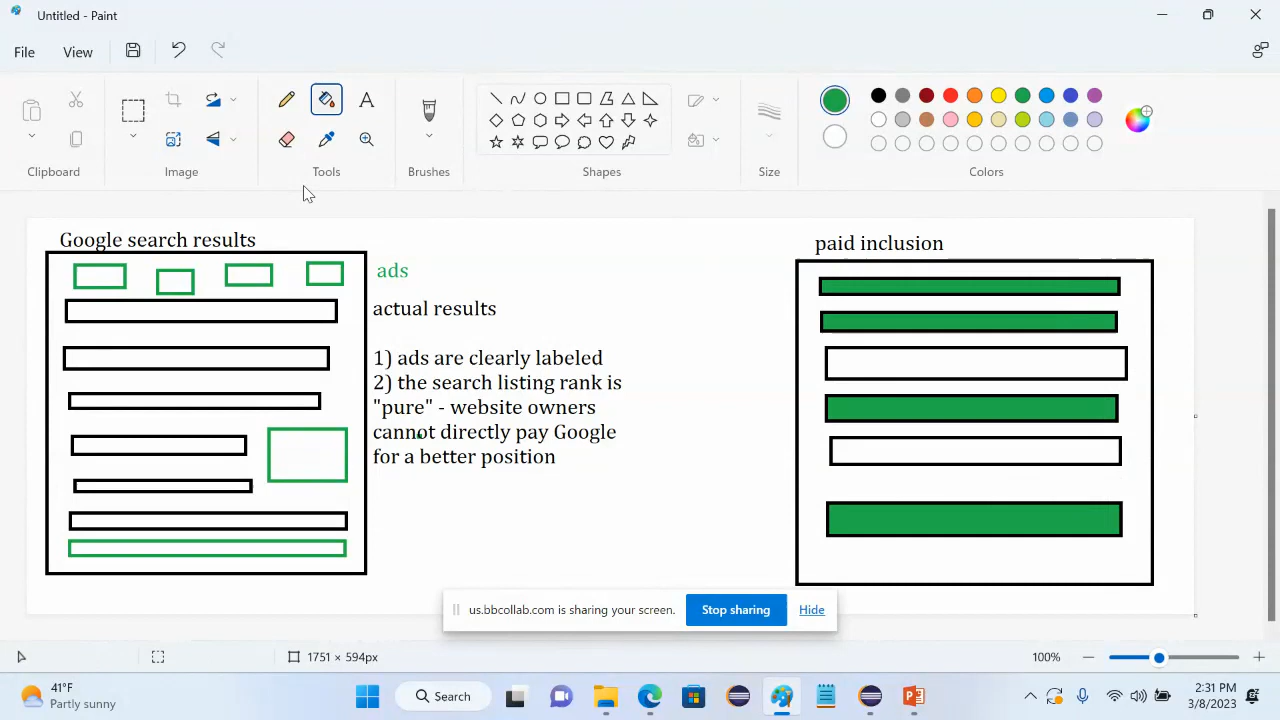 Untitled - Paint
File
View
Clipboard
Image
Tools
Brushes
Shapes
Size
Colors
Google search results
ads
actual results
1) ads are clearly labeled
2) the search listing rank is
"pure" - website owners
cannot directly pay Google
for a better position
paid inclusion
us.bbcollab.com is sharing your screen.
Stop sharing
Hide
1751 × 594px
100%
41°F
Partly sunny
Search
2:31 PM
3/8/2023